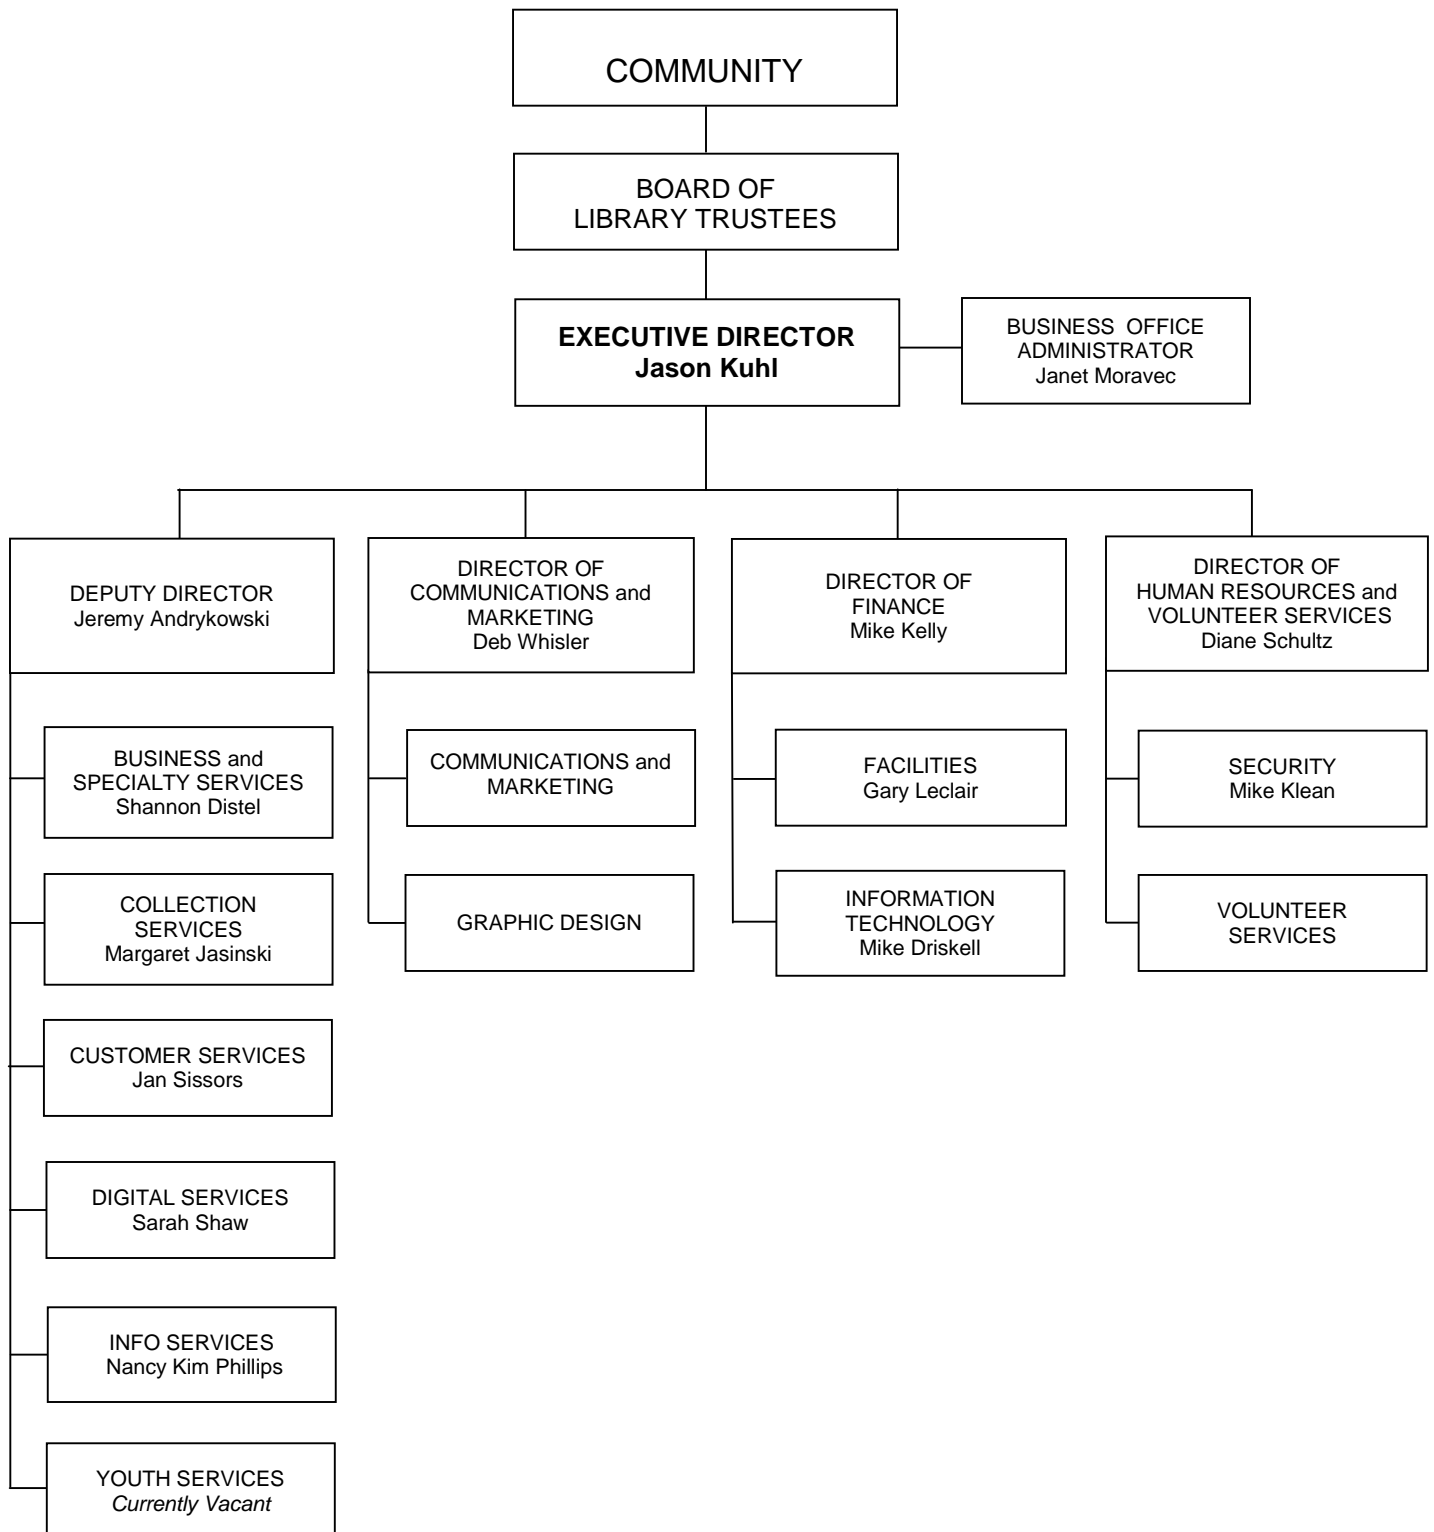 COMMUNITY
BOARD OF
LIBRARY TRUSTEES
EXECUTIVE DIRECTOR
Jason Kuhl
BUSINESS OFFICE
ADMINISTRATOR
Janet Moravec
DEPUTY DIRECTOR
Jeremy Andrykowski
DIRECTOR OF
COMMUNICATIONS and
MARKETING
Deb Whisler
DIRECTOR OF
FINANCE
Mike Kelly
DIRECTOR OF
HUMAN RESOURCES and
VOLUNTEER SERVICES
Diane Schultz
BUSINESS and
SPECIALTY SERVICES
Shannon Distel
COMMUNICATIONS and
MARKETING
FACILITIES
Gary Leclair
SECURITY
Mike Klean
COLLECTION
SERVICES
Margaret Jasinski
GRAPHIC DESIGN
INFORMATION
TECHNOLOGY
Mike Driskell
VOLUNTEER
SERVICES
CUSTOMER SERVICES
Jan Sissors
DIGITAL SERVICES
Sarah Shaw
INFO SERVICES
Nancy Kim Phillips
YOUTH SERVICES
Currently Vacant